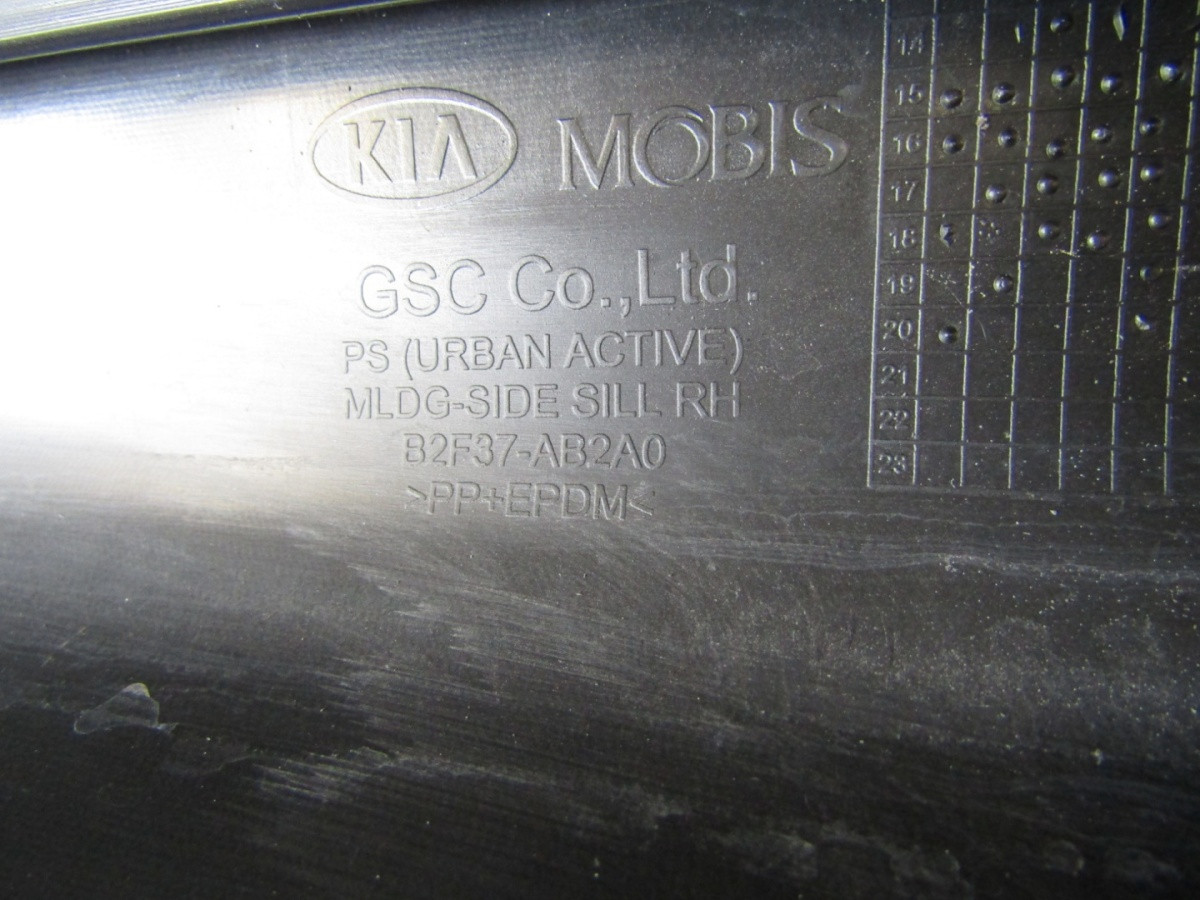 KIA MOBIS
GSC Co.,Ltd.
PS (URBAN ACTIVE)
MLDG-SIDE SILL RH
B2F37-AB2A0
>PP+EPDM<
14
15
16
17
18
19
20
21
22
23